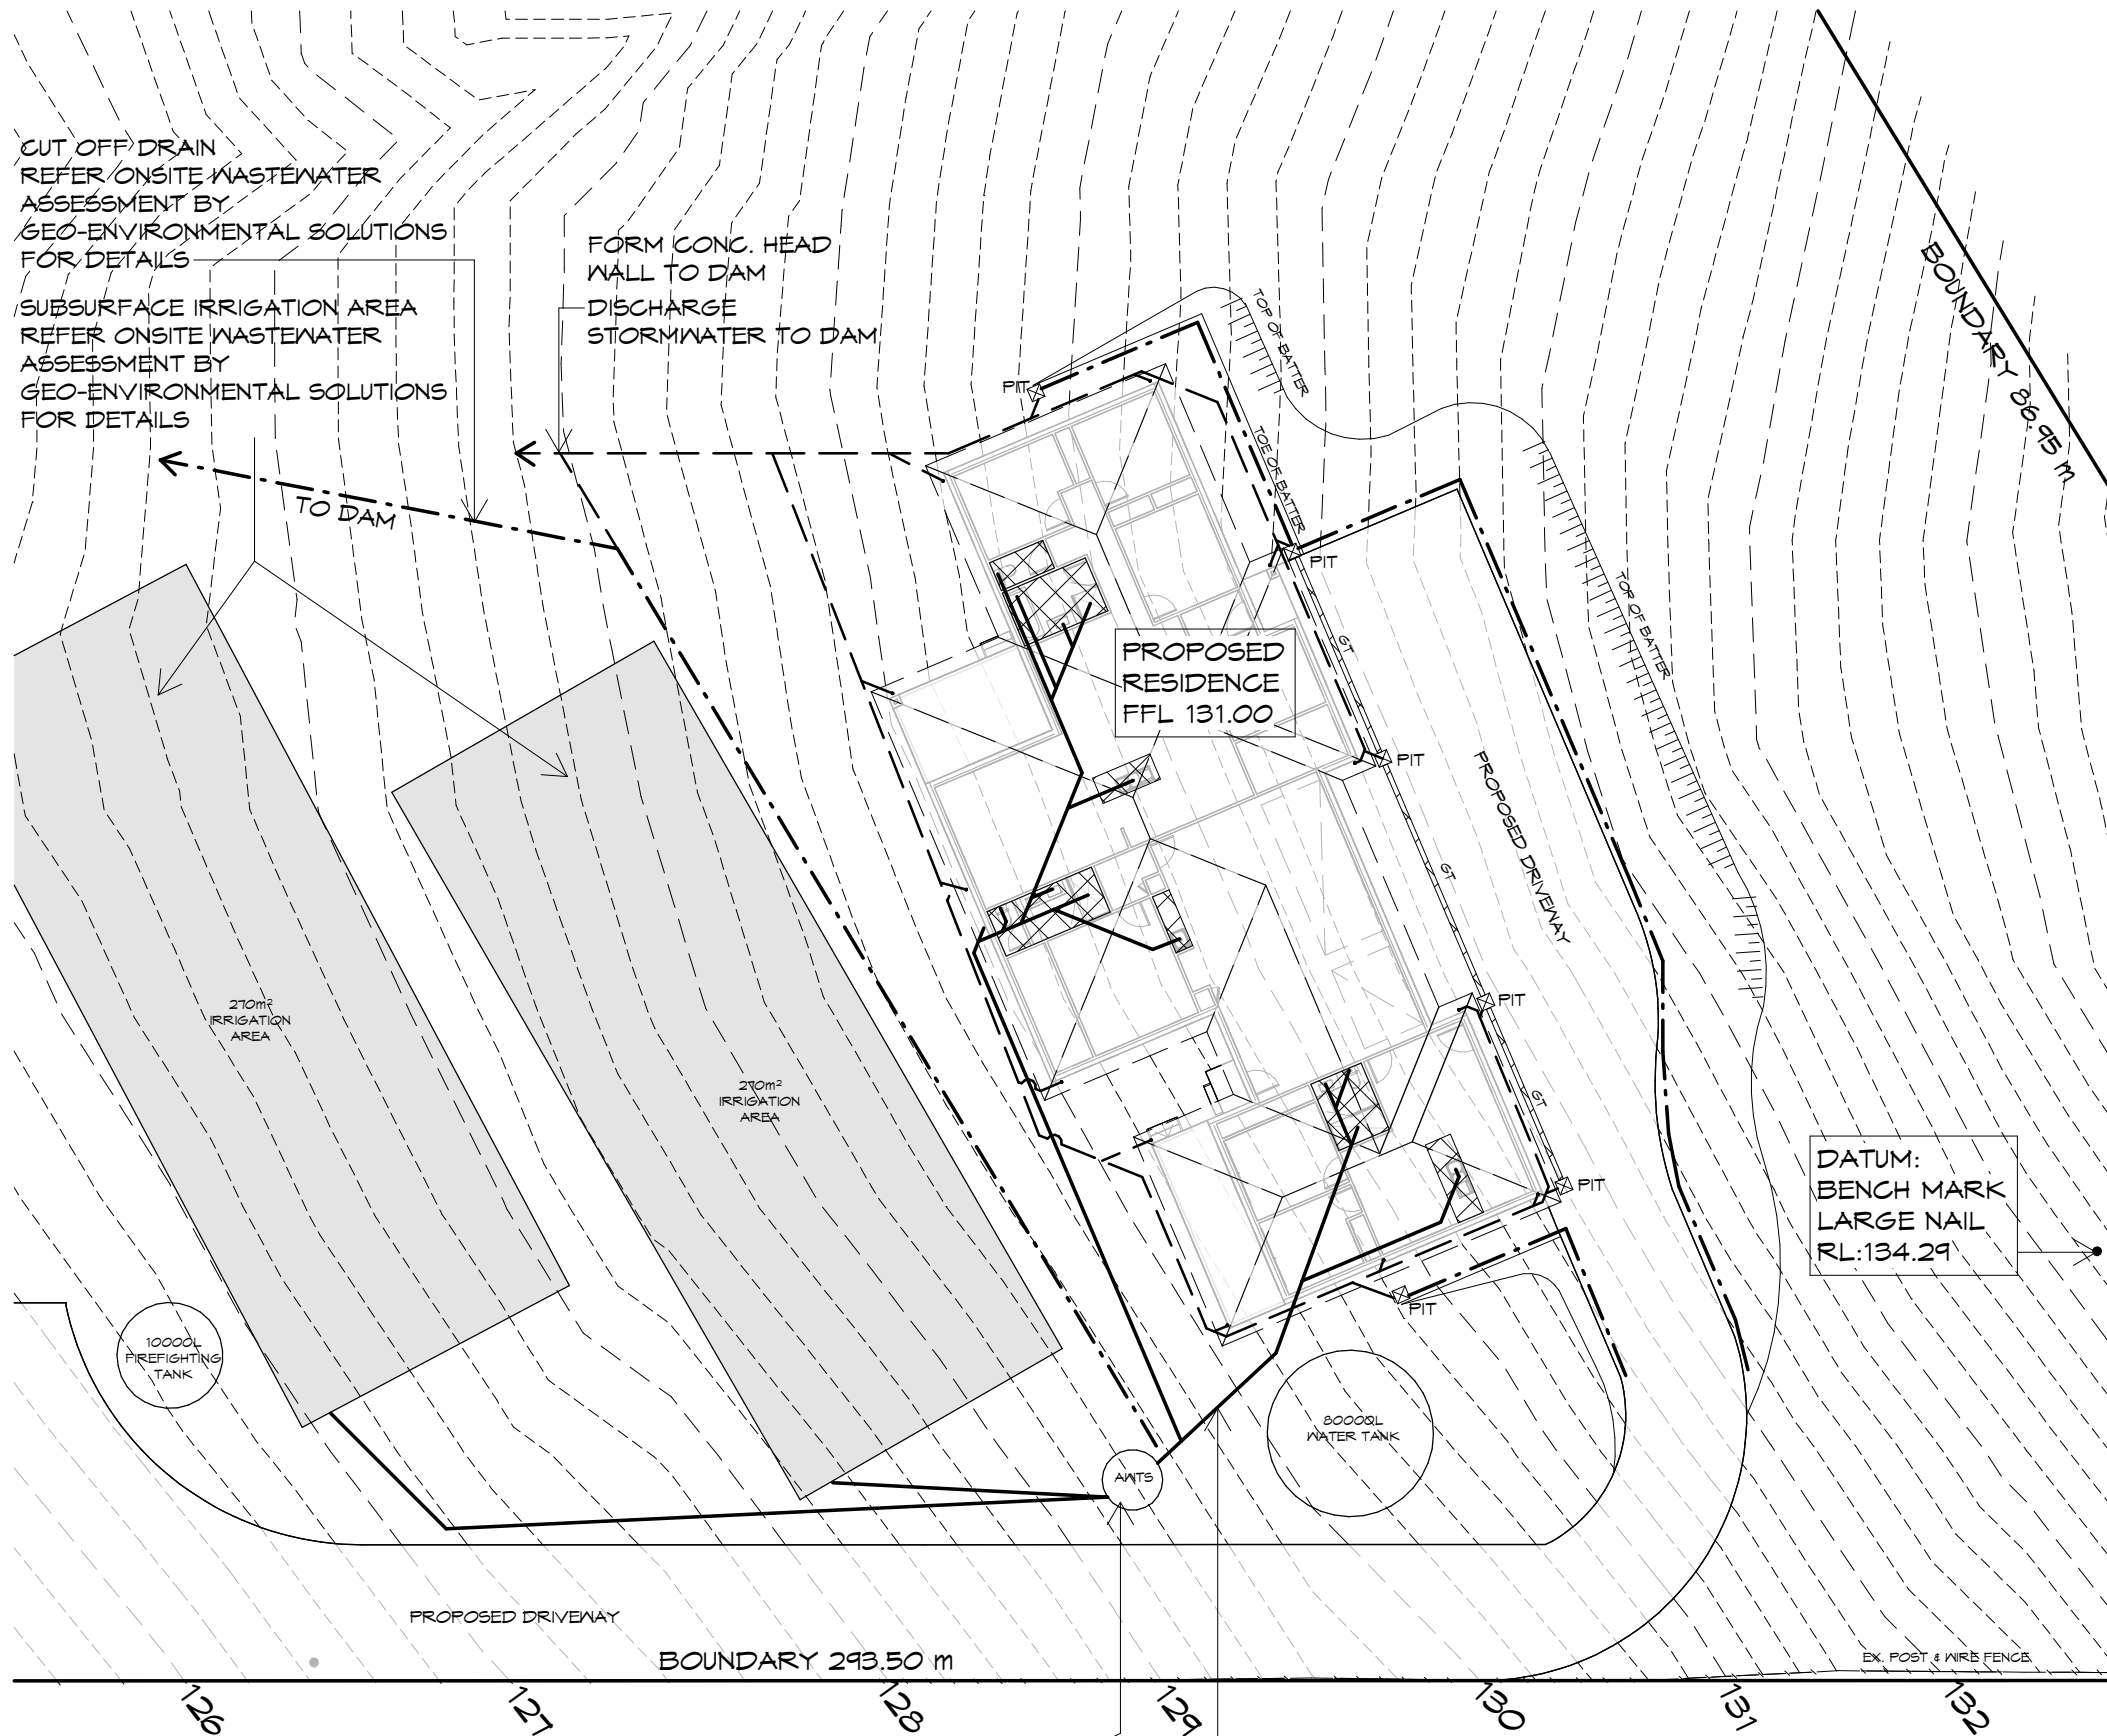 CUT OFF DRAIN
REFER ONSITE WASTEWATER
ASSESSMENT BY
GEO-ENVIRONMENTAL SOLUTIONS
FOR DETAILS
SUBSURFACE IRRIGATION AREA
REFER ONSITE WASTEWATER
ASSESSMENT BY
GEO-ENVIRONMENTAL SOLUTIONS
FOR DETAILS
FORM CONC. HEAD
WALL TO DAM
DISCHARGE
STORMWATER TO DAM
TO DAM
BOUNDARY 86.95 m
TOP OF BATTER
PIT
TOE OF BATTER
PIT
TOP OF BATTER
PROPOSED
RESIDENCE
FFL 131.00
GT
PIT
PROPOSED DRIVEWAY
GT
PIT
GT
PIT
PIT
270m²
IRRIGATION
AREA
270m²
IRRIGATION
AREA
DATUM:
BENCH MARK
LARGE NAIL
RL:134.29
10000L
FIREFIGHTING
TANK
80000L
WATER TANK
AWTS
PROPOSED DRIVEWAY
BOUNDARY 293.50 m
EX. POST & WIRE FENCE
126
127
128
129
130
131
132